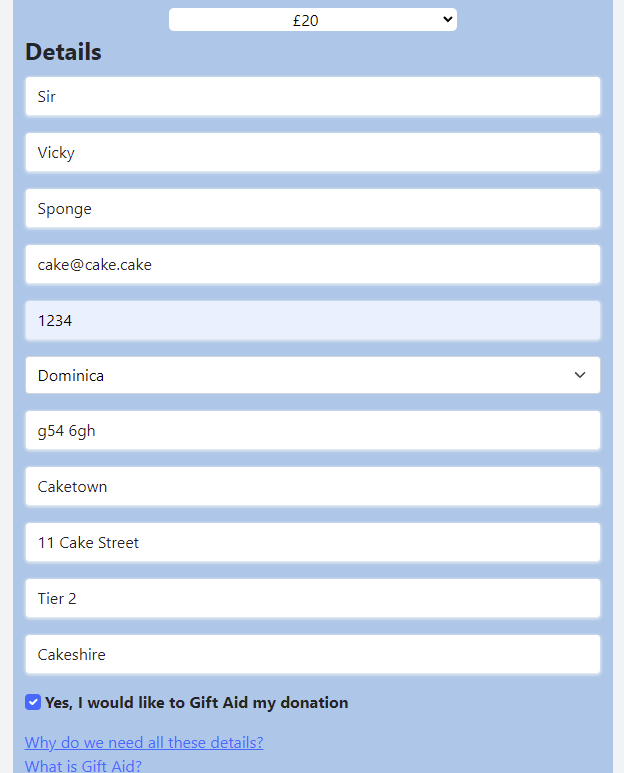 £20
Details
Sir
Vicky
Sponge
cake@cake.cake
1234
Dominica
g54 6gh
Caketown
11 Cake Street
Tier 2
Cakeshire
Yes, I would like to Gift Aid my donation
Why do we need all these details?
What is Gift Aid?